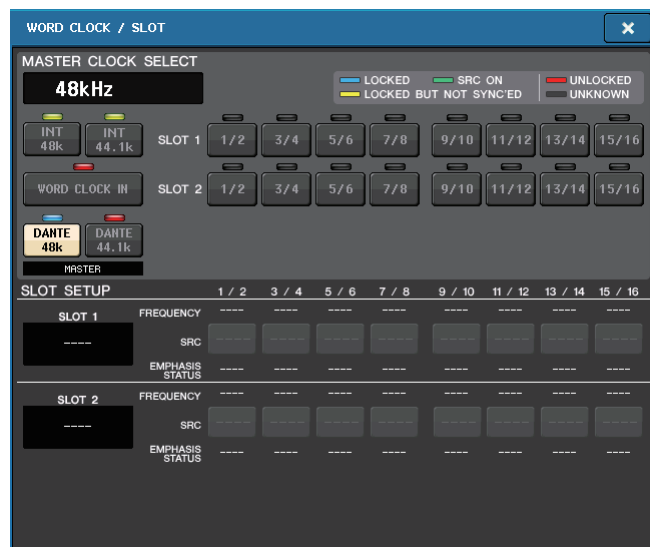 WORD CLOCK / SLOT
×
MASTER CLOCK SELECT
48kHz
LOCKED SRC ON UNLOCKED
LOCKED BUT NOT SYNC'ED UNKNOWN
INT 48k INT 44.1k SLOT 1 1/2 3/4 5/6 7/8 9/10 11/12 13/14 15/16
WORD CLOCK IN SLOT 2 1/2 3/4 5/6 7/8 9/10 11/12 13/14 15/16
DANTE 48k DANTE 44.1k
MASTER
SLOT SETUP 1 / 2 3 / 4 5 / 6 7 / 8 9 / 10 11 / 12 13 / 14 15 / 16
SLOT 1 FREQUENCY ---- ---- ---- ---- ---- ---- ---- ----
---- SRC ---- ---- ---- ---- ---- ---- ---- ----
EMPHASIS STATUS ---- ---- ---- ---- ---- ---- ---- ----
SLOT 2 FREQUENCY ---- ---- ---- ---- ---- ---- ---- ----
---- SRC ---- ---- ---- ---- ---- ---- ---- ----
EMPHASIS STATUS ---- ---- ---- ---- ---- ---- ---- ----